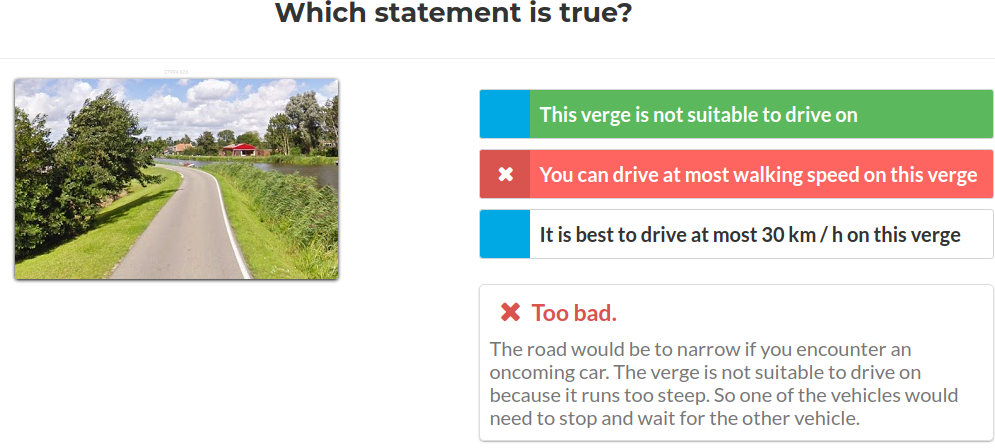 Which statement is true?
This verge is not suitable to drive on
You can drive at most walking speed on this verge
It is best to drive at most 30 km / h on this verge
Too bad.
The road would be to narrow if you encounter an
oncoming car. The verge is not suitable to drive on
because it runs too steep. So one of the vehicles would
need to stop and wait for the other vehicle.